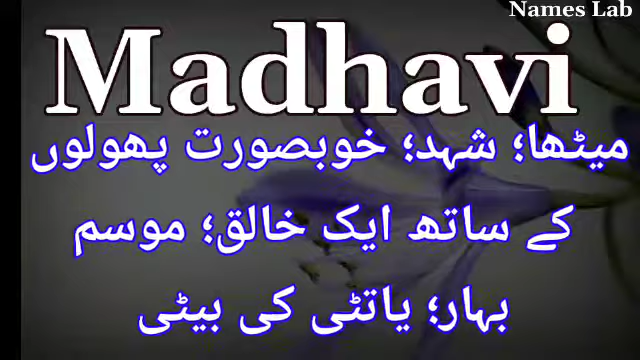 Names Lab
Madhavi
میٹھا؛ شہد؛ خوبصورت پھولوں
کے ساتھ ایک خالق؛ موسم
بہار؛ یاتٹی کی بیٹی